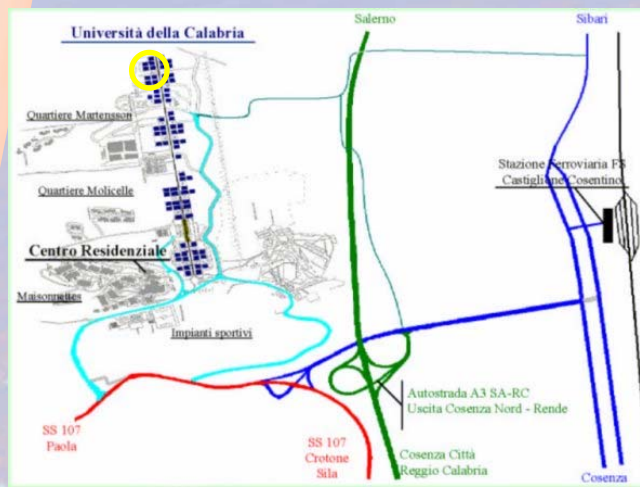 Salerno
Sibari
Università della Calabria
Quartiere Martensson
Stazione Ferroviaria FS
Castiglione Cosentino
Quartiere Molicelle
Centro Residenziale
Maisonnettes
Impianti sportivi
Autostrada A3 SA-RC
Uscita Cosenza Nord - Rende
SS 107
Paola
SS 107
Crotone
Sila
Cosenza Città
Reggio Calabria
Cosenza